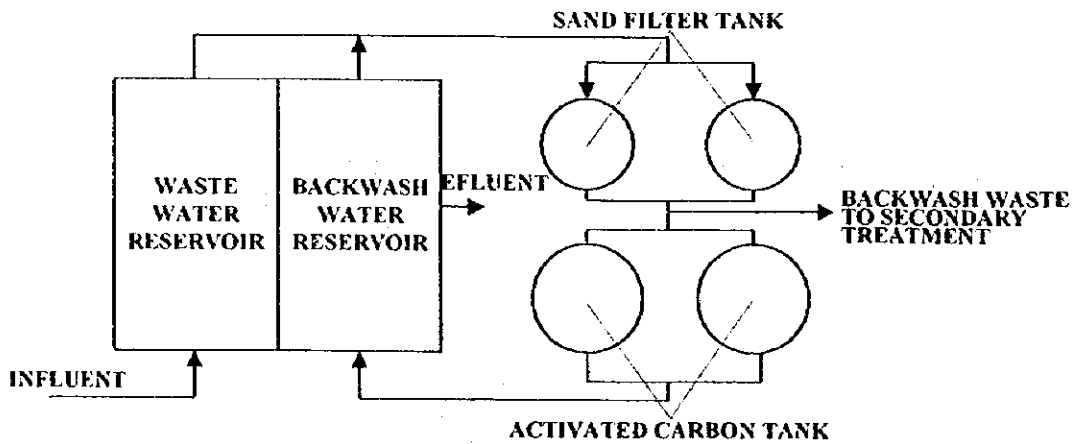 SAND FILTER TANK
WASTE
WATER
RESERVOIR
BACKWASH
WATER
RESERVOIR
EFLUENT
BACKWASH WASTE
TO SECONDARY
TREATMENT
INFLUENT
ACTIVATED CARBON TANK